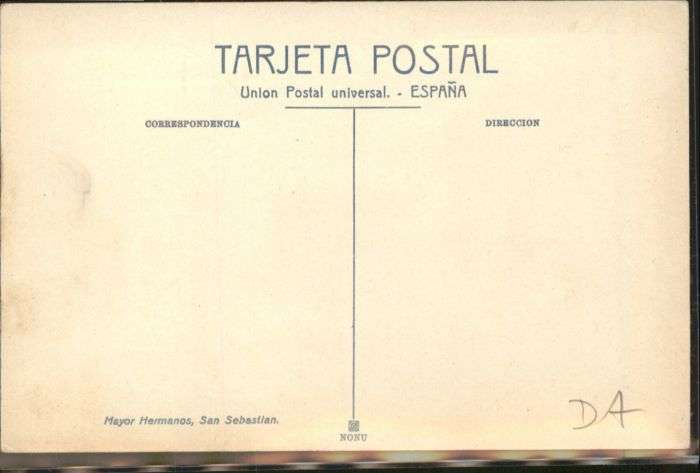 TARJETA POSTAL
Union Postal universal. - ESPAÑA
CORRESPONDENCIA
DIRECCION
Mayor Hermanos, San Sebastian.
NONU
DA